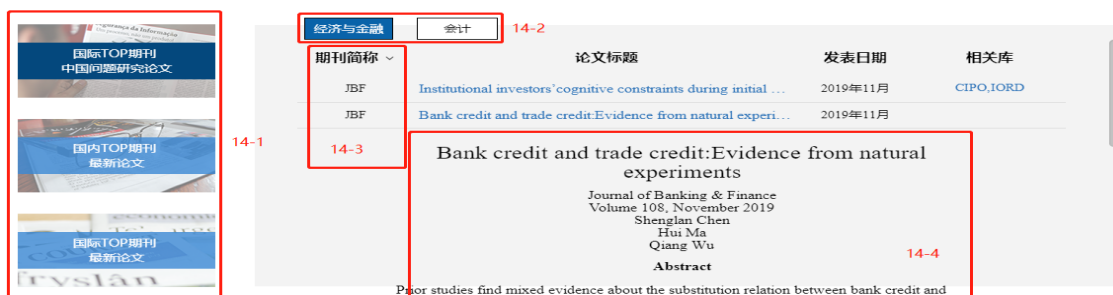 国际TOP期刊
中国问题研究论文
国内TOP期刊
最新论文
国际TOP期刊
最新论文
14-1
经济与金融 会计 14-2
期刊简称 论文标题 发表日期 相关库
JBF Institutional investors'cognitive constraints during initial ... 2019年11月 CIPO,IORD
JBF Bank credit and trade credit:Evidence from natural experi... 2019年11月
14-3
Bank credit and trade credit:Evidence from natural
experiments
Journal of Banking & Finance
Volume 108, November 2019
Shenglan Chen
Hui Ma
Qiang Wu
14-4
Abstract
Prior studies find mixed evidence about the substitution relation between bank credit and